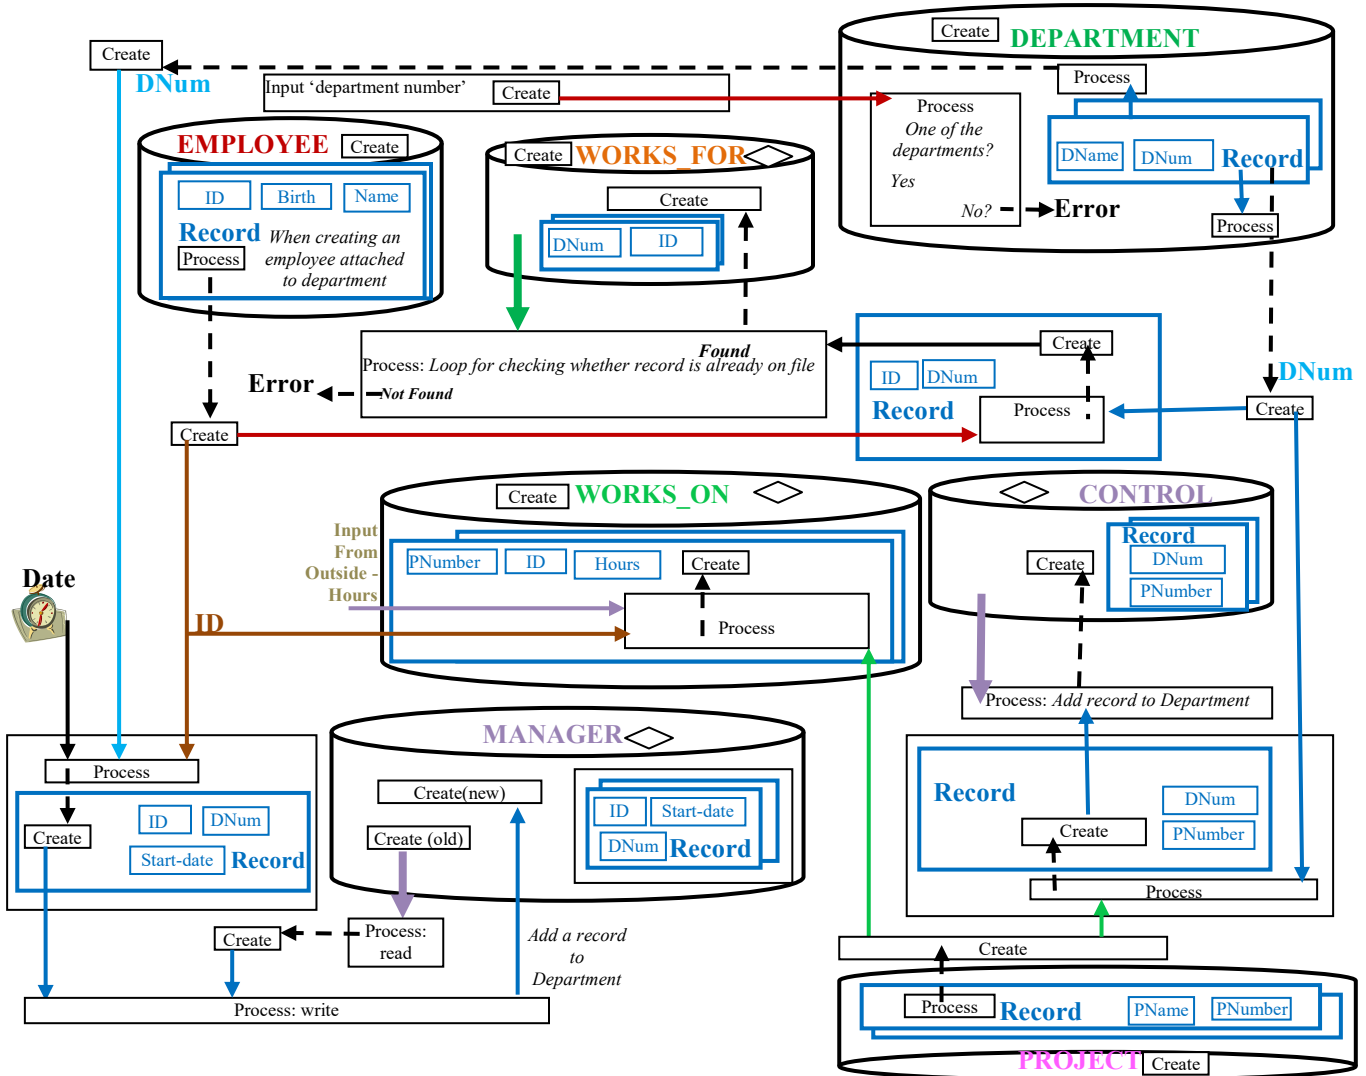 Create
DEPARTMENT
Create
DNum
Process
Input ‘department number’
Create
Process
One of the
departments?
Yes
No?
Error
DName
DNum
Record
Process
EMPLOYEE
Create
ID
Birth
Name
Record
When creating an
employee attached
to department
Process
Create
WORKS_FOR
Create
DNum
ID
Found
Process: Loop for checking whether record is already on file
Not Found
Error
Create
ID
DNum
Record
Process
DNum
Create
Create
Create
WORKS_ON
Input
From
Outside -
Hours
PNumber
ID
Hours
Create
Process
CONTROL
Record
DNum
PNumber
Create
Process: Add record to Department
Date
ID
Process
Create
ID
DNum
Start-date
Record
MANAGER
Create(new)
Create (old)
ID
Start-date
DNum
Record
Record
DNum
PNumber
Create
Process
Create
Process:
read
Add a record
to
Department
Process: write
Create
Process
Record
PName
PNumber
PROJECT
Create